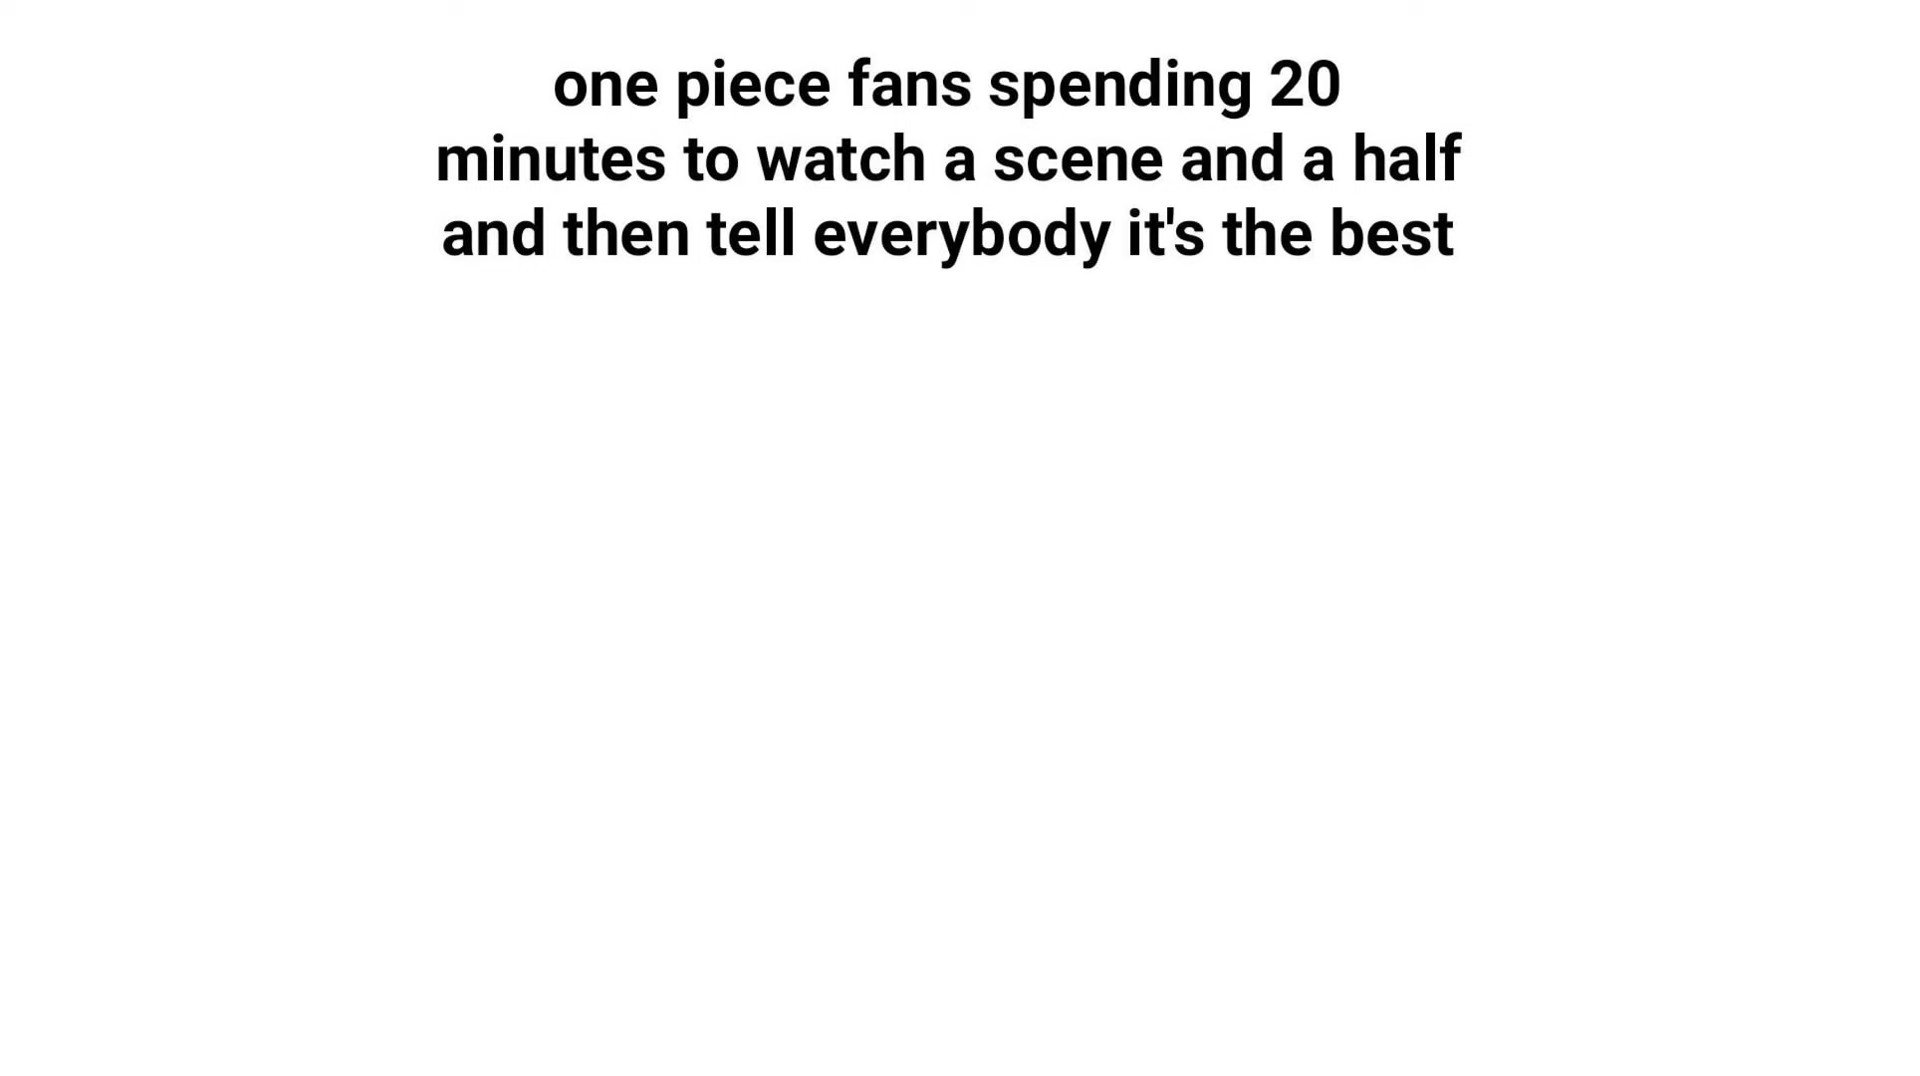 one piece fans spending 20
minutes to watch a scene and a half
and then tell everybody it's the best